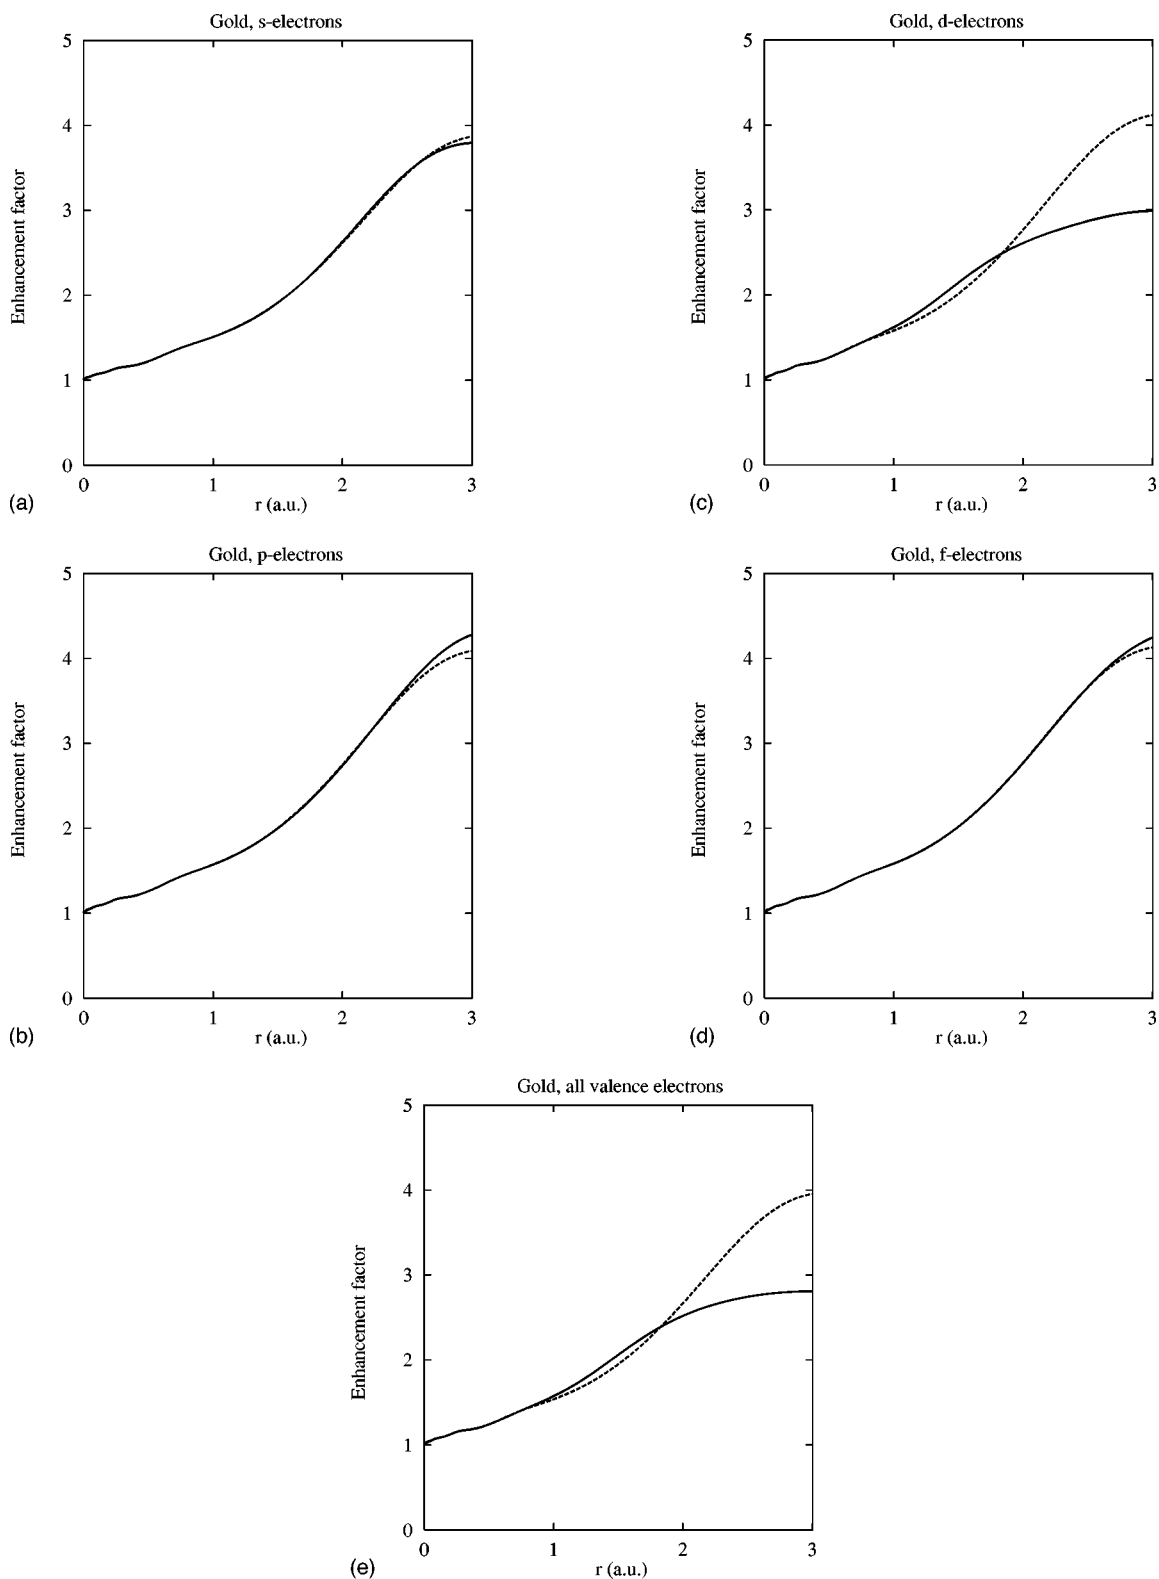 Gold, s-electrons
5
4
3
2
1
0
Enhancement factor
0 1 2 3
r (a.u.)
(a)
Gold, d-electrons
5
4
3
2
1
0
Enhancement factor
0 1 2 3
r (a.u.)
(c)
Gold, p-electrons
5
4
3
2
1
0
Enhancement factor
0 1 2 3
r (a.u.)
(b)
Gold, f-electrons
5
4
3
2
1
0
Enhancement factor
0 1 2 3
r (a.u.)
(d)
Gold, all valence electrons
5
4
3
2
1
0
Enhancement factor
0 1 2 3
r (a.u.)
(e)